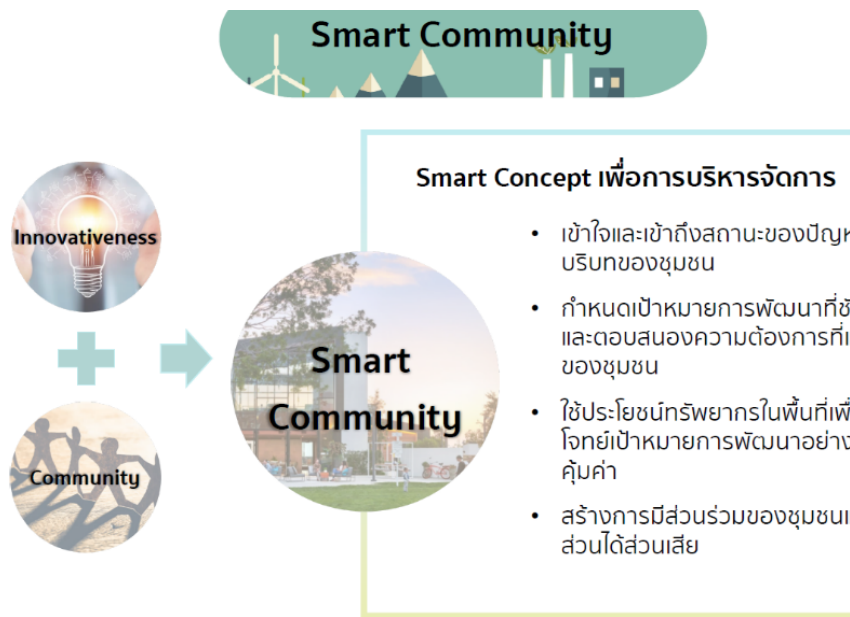 Smart Community
Smart Concept เพื่อการบริหารจัดการ
Innovativeness
Community
Smart
Community
• เข้าใจและเข้าถึงสถานะของ
บริบทของชุมชน
• กำหนดเป้าหมายการพัฒนาที่
และตอบสนองความต้องการที่
ของชุมชน
• ใช้ประโยชน์ทรัพยากรในพื้นที่
โจทย์เป้าหมายการพัฒนาอย่าง
คุ้มค่า
• สร้างการมีส่วนร่วมของชุมชน
ส่วนได้ส่วนเสีย